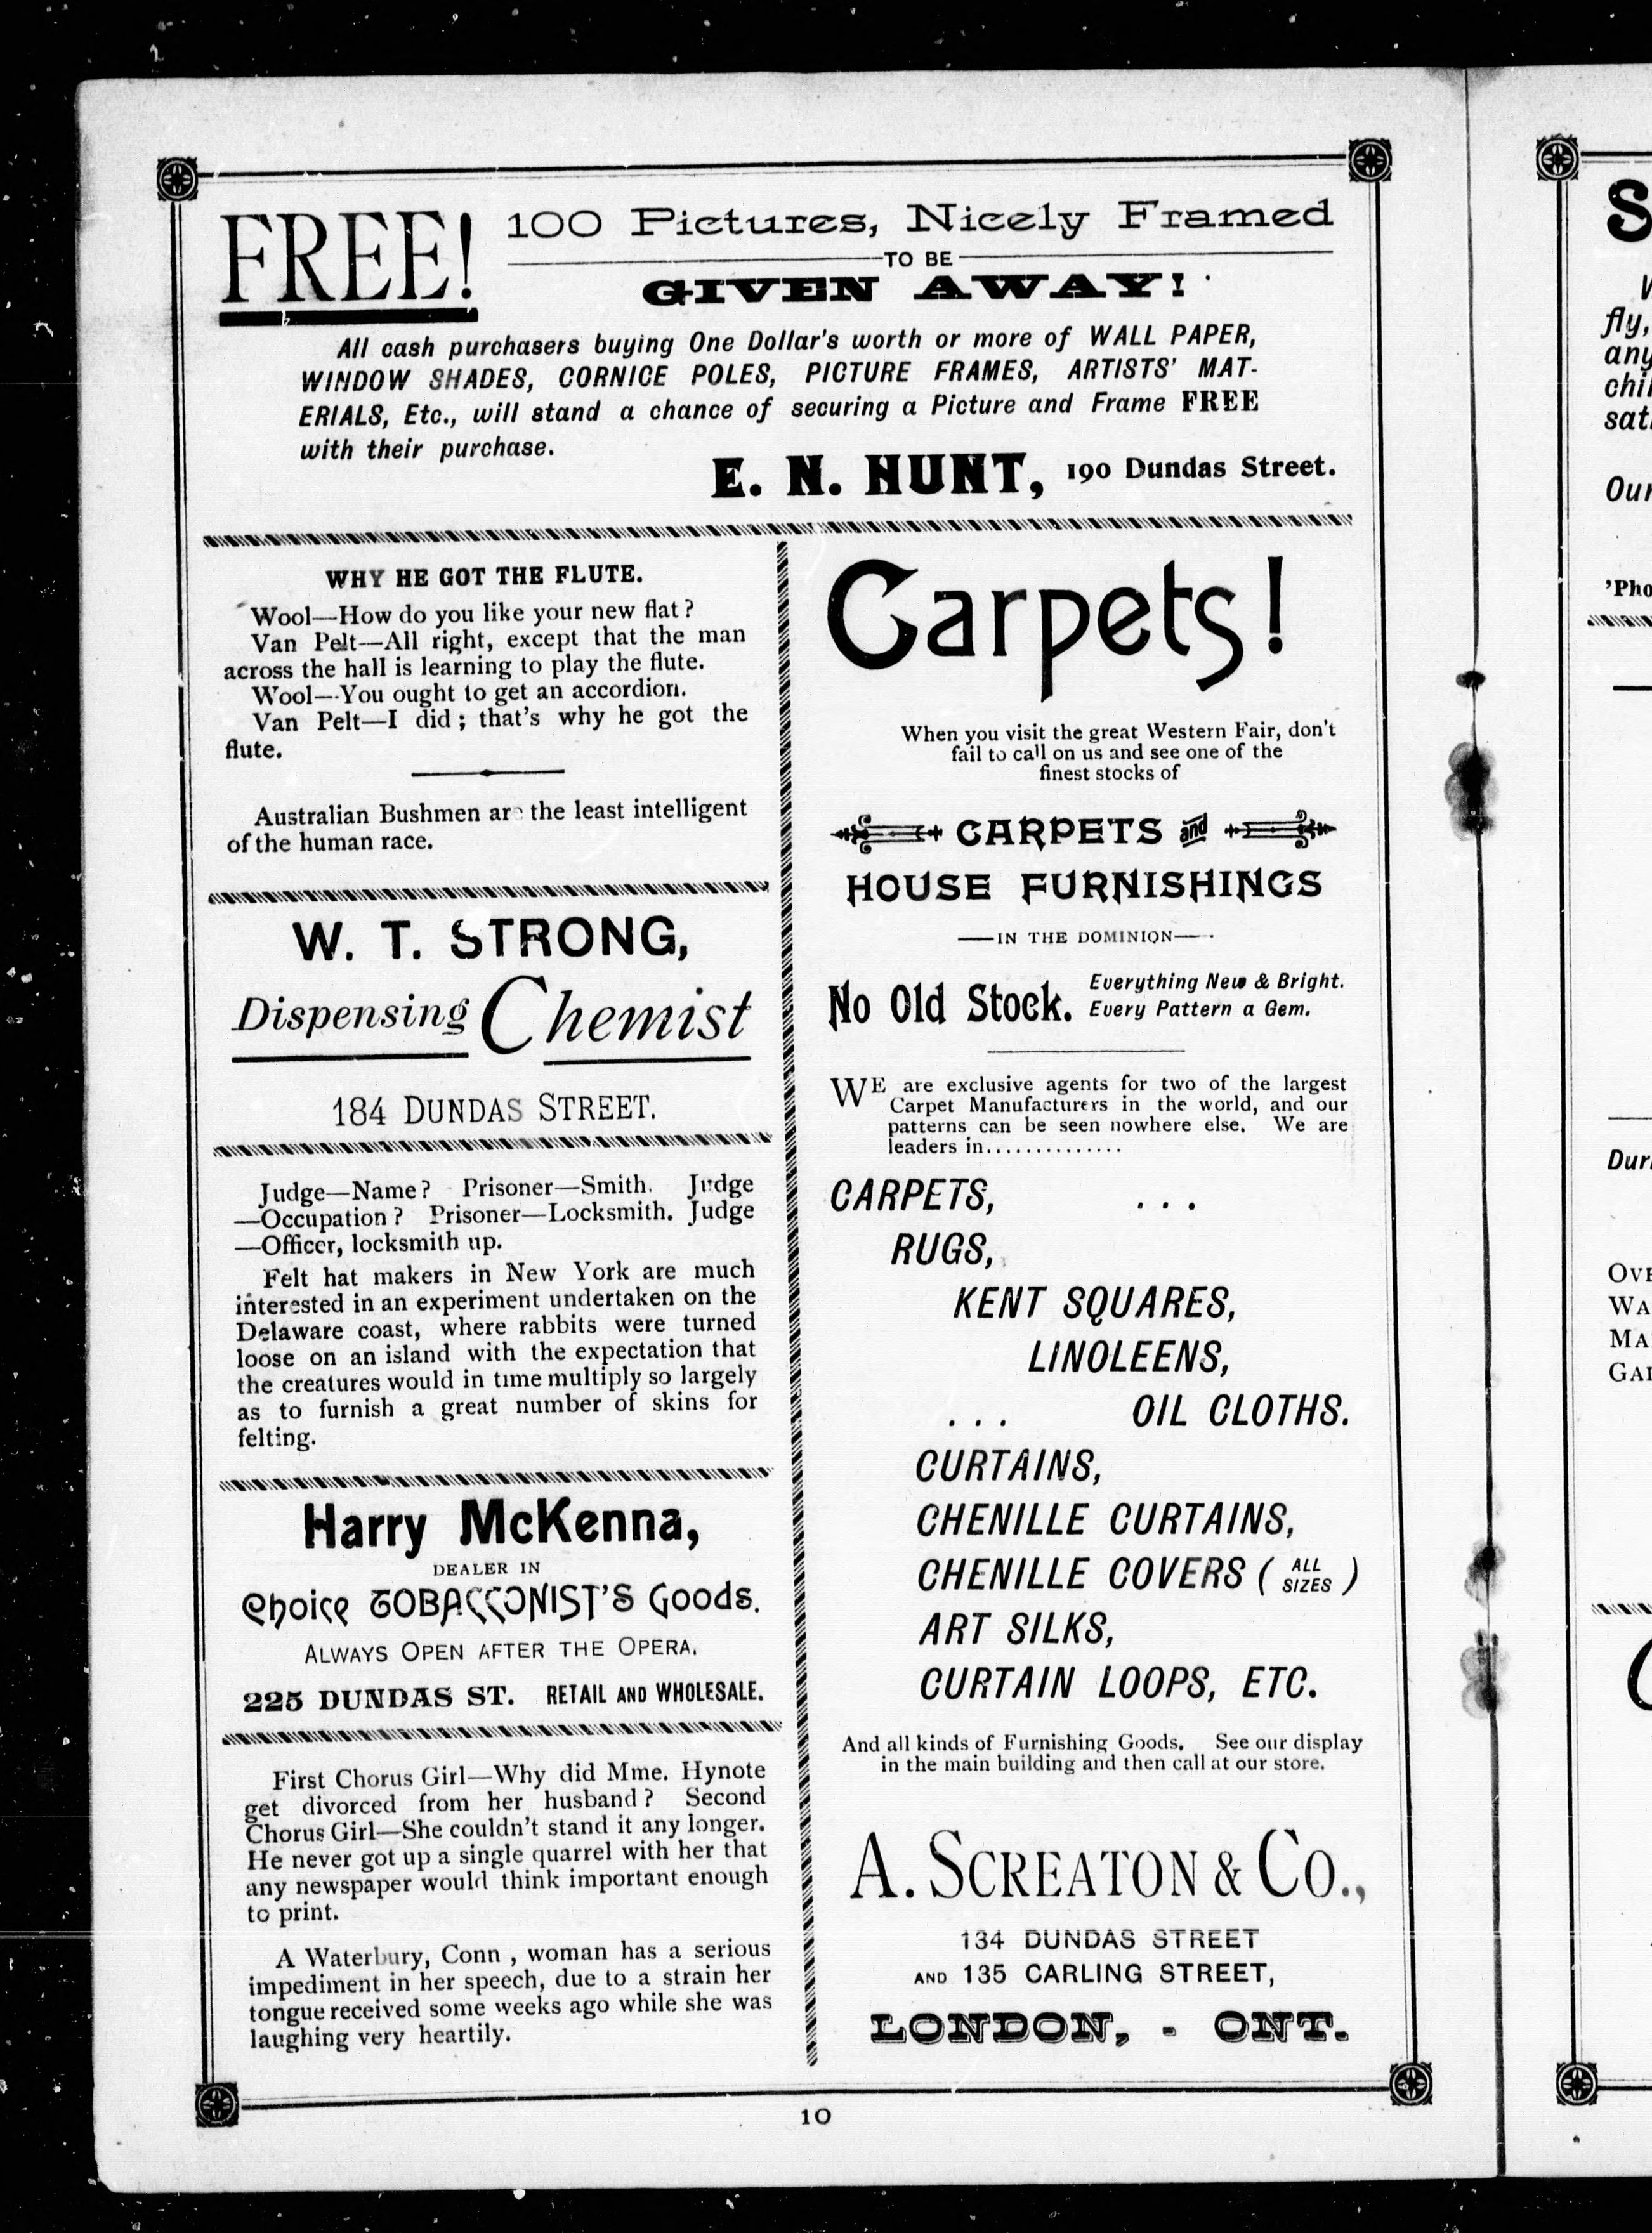 FREE!
100 Pictures, Nicely Framed
TO BE
GIVEN AWAY!
All cash purchasers buying One Dollar's worth or more of WALL PAPER,
WINDOW SHADES, CORNICE POLES, PICTURE FRAMES, ARTISTS' MAT-
ERIALS, Etc., will stand a chance of securing a Picture and Frame FREE
with their purchase.
E. N. HUNT, 190 Dundas Street.
WHY HE GOT THE FLUTE.
Wool—How do you like your new flat?
Van Pelt—All right, except that the man
across the hall is learning to play the flute.
Wool—You ought to get an accordion.
Van Pelt—I did; that's why he got the
flute.
Australian Bushmen are the least intelligent
of the human race.
W. T. STRONG,
Dispensing Chemist
184 DUNDAS STREET.
Judge—Name? Prisoner—Smith. Judge
—Occupation? Prisoner—Locksmith. Judge
—Officer, locksmith up.
Felt hat makers in New York are much
interested in an experiment undertaken on the
Delaware coast, where rabbits were turned
loose on an island with the expectation that
the creatures would in time multiply so largely
as to furnish a great number of skins for
felting.
Harry McKenna,
DEALER IN
Choice TOBACCONIST'S Goods.
ALWAYS OPEN AFTER THE OPERA.
225 DUNDAS ST. RETAIL AND WHOLESALE.
First Chorus Girl—Why did Mme. Hynote
get divorced from her husband? Second
Chorus Girl—She couldn't stand it any longer.
He never got up a single quarrel with her that
any newspaper would think important enough
to print.
A Waterbury, Conn , woman has a serious
impediment in her speech, due to a strain her
tongue received some weeks ago while she was
laughing very heartily.
Carpets!
When you visit the great Western Fair, don't
fail to call on us and see one of the
finest stocks of
CARPETS and
HOUSE FURNISHINGS
—IN THE DOMINION—
No Old Stock. Everything New & Bright.
Every Pattern a Gem.
WE are exclusive agents for two of the largest
Carpet Manufacturers in the world, and our
patterns can be seen nowhere else. We are
leaders in..............
CARPETS, ...
RUGS,
KENT SQUARES,
LINOLEENS,
... OIL CLOTHS.
CURTAINS,
CHENILLE CURTAINS,
CHENILLE COVERS (ALL SIZES)
ART SILKS,
CURTAIN LOOPS, ETC.
And all kinds of Furnishing Goods. See our display
in the main building and then call at our store.
A. SCREATON & CO.,
134 DUNDAS STREET
AND 135 CARLING STREET,
LONDON, - ONT.
10
fly,
any
Our
'Pho